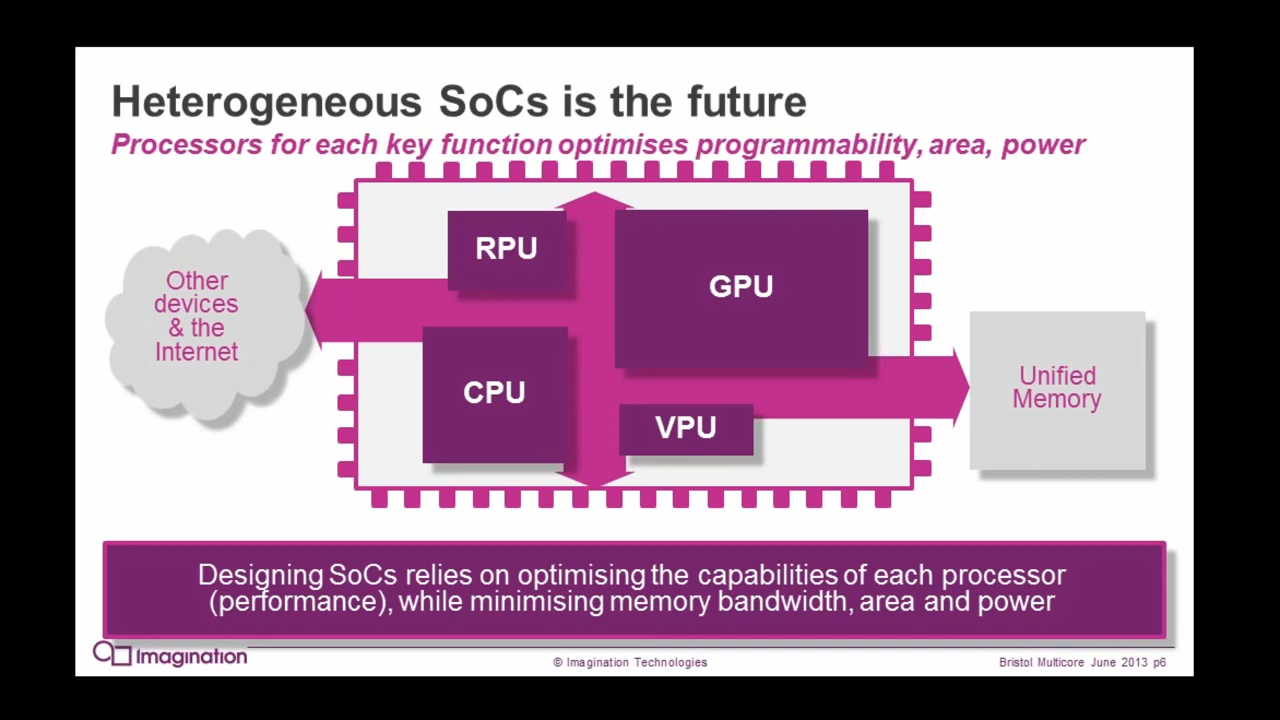 Heterogeneous SoCs is the future
Processors for each key function optimises programmability, area, power
RPU
GPU
Other
devices
& the
Internet
CPU
VPU
Unified
Memory
Designing SoCs relies on optimising the capabilities of each processor
(performance), while minimising memory bandwidth, area and power
Imagination
© Imagination Technologies
Bristol Multicore June 2013 p6